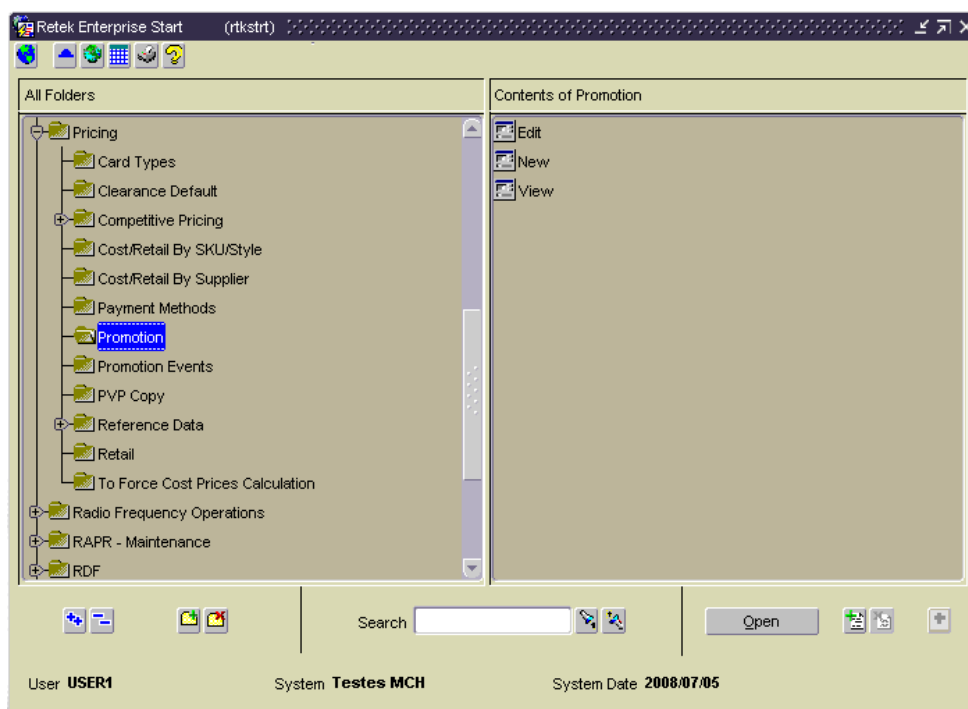 Retek Enterprise Start (rtkstrt)
All Folders
Contents of Promotion
Pricing
Card Types
Clearance Default
Competitive Pricing
Cost/Retail By SKU/Style
Cost/Retail By Supplier
Payment Methods
Promotion
Promotion Events
PVP Copy
Reference Data
Retail
To Force Cost Prices Calculation
Radio Frequency Operations
RAPR - Maintenance
RDF
Edit
New
View
Search
Open
User USER1 System Testes MCH System Date 2008/07/05